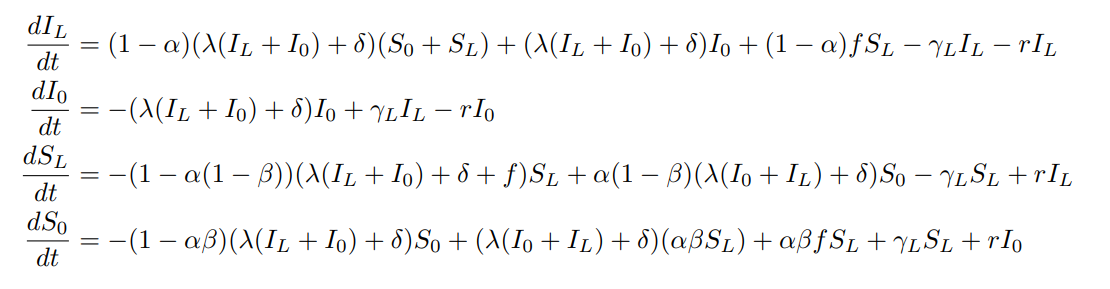 dI_L/dt = (1 − α)(λ(I_L + I_0) + δ)(S_0 + S_L) + (λ(I_L + I_0) + δ)I_0 + (1 − α)fS_L − γ_L I_L − rI_L
dI_0/dt = −(λ(I_L + I_0) + δ)I_0 + γ_L I_L − rI_0
dS_L/dt = −(1 − α(1 − β))(λ(I_L + I_0) + δ + f)S_L + α(1 − β)(λ(I_0 + I_L) + δ)S_0 − γ_L S_L + rI_L
dS_0/dt = −(1 − αβ)(λ(I_L + I_0) + δ)S_0 + (λ(I_0 + I_L) + δ)(αβS_L) + αβfS_L + γ_L S_L + rI_0